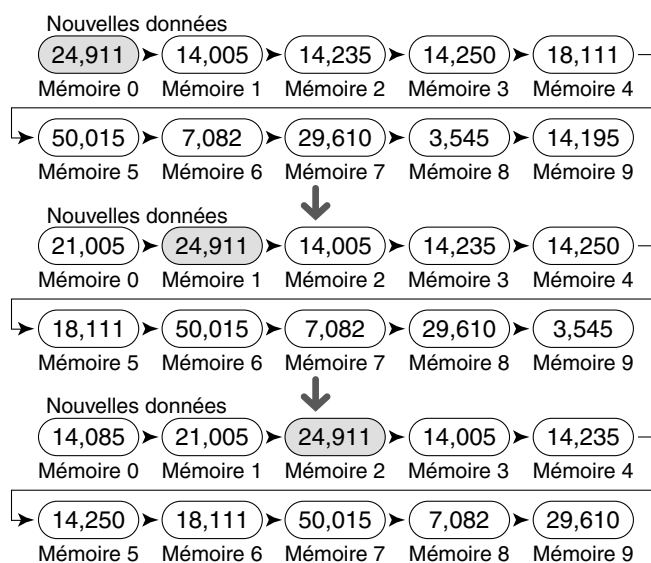 Nouvelles données
24,911 14,005 14,235 14,250 18,111
Mémoire 0 Mémoire 1 Mémoire 2 Mémoire 3 Mémoire 4
50,015 7,082 29,610 3,545 14,195
Mémoire 5 Mémoire 6 Mémoire 7 Mémoire 8 Mémoire 9
Nouvelles données
21,005 24,911 14,005 14,235 14,250
Mémoire 0 Mémoire 1 Mémoire 2 Mémoire 3 Mémoire 4
18,111 50,015 7,082 29,610 3,545
Mémoire 5 Mémoire 6 Mémoire 7 Mémoire 8 Mémoire 9
Nouvelles données
14,085 21,005 24,911 14,005 14,235
Mémoire 0 Mémoire 1 Mémoire 2 Mémoire 3 Mémoire 4
14,250 18,111 50,015 7,082 29,610
Mémoire 5 Mémoire 6 Mémoire 7 Mémoire 8 Mémoire 9